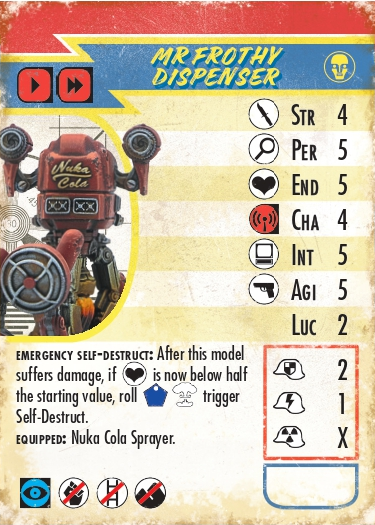 MR FROTHY
DISPENSER
Nuka
Cola
STR 4
PER 5
END 5
CHA 4
INT 5
AGI 5
LUC 2
EMERGENCY SELF-DESTRUCT: After this model
suffers damage, if is now below half
the starting value, roll trigger
Self-Destruct.
EQUIPPED: Nuka Cola Sprayer.
2
1
X